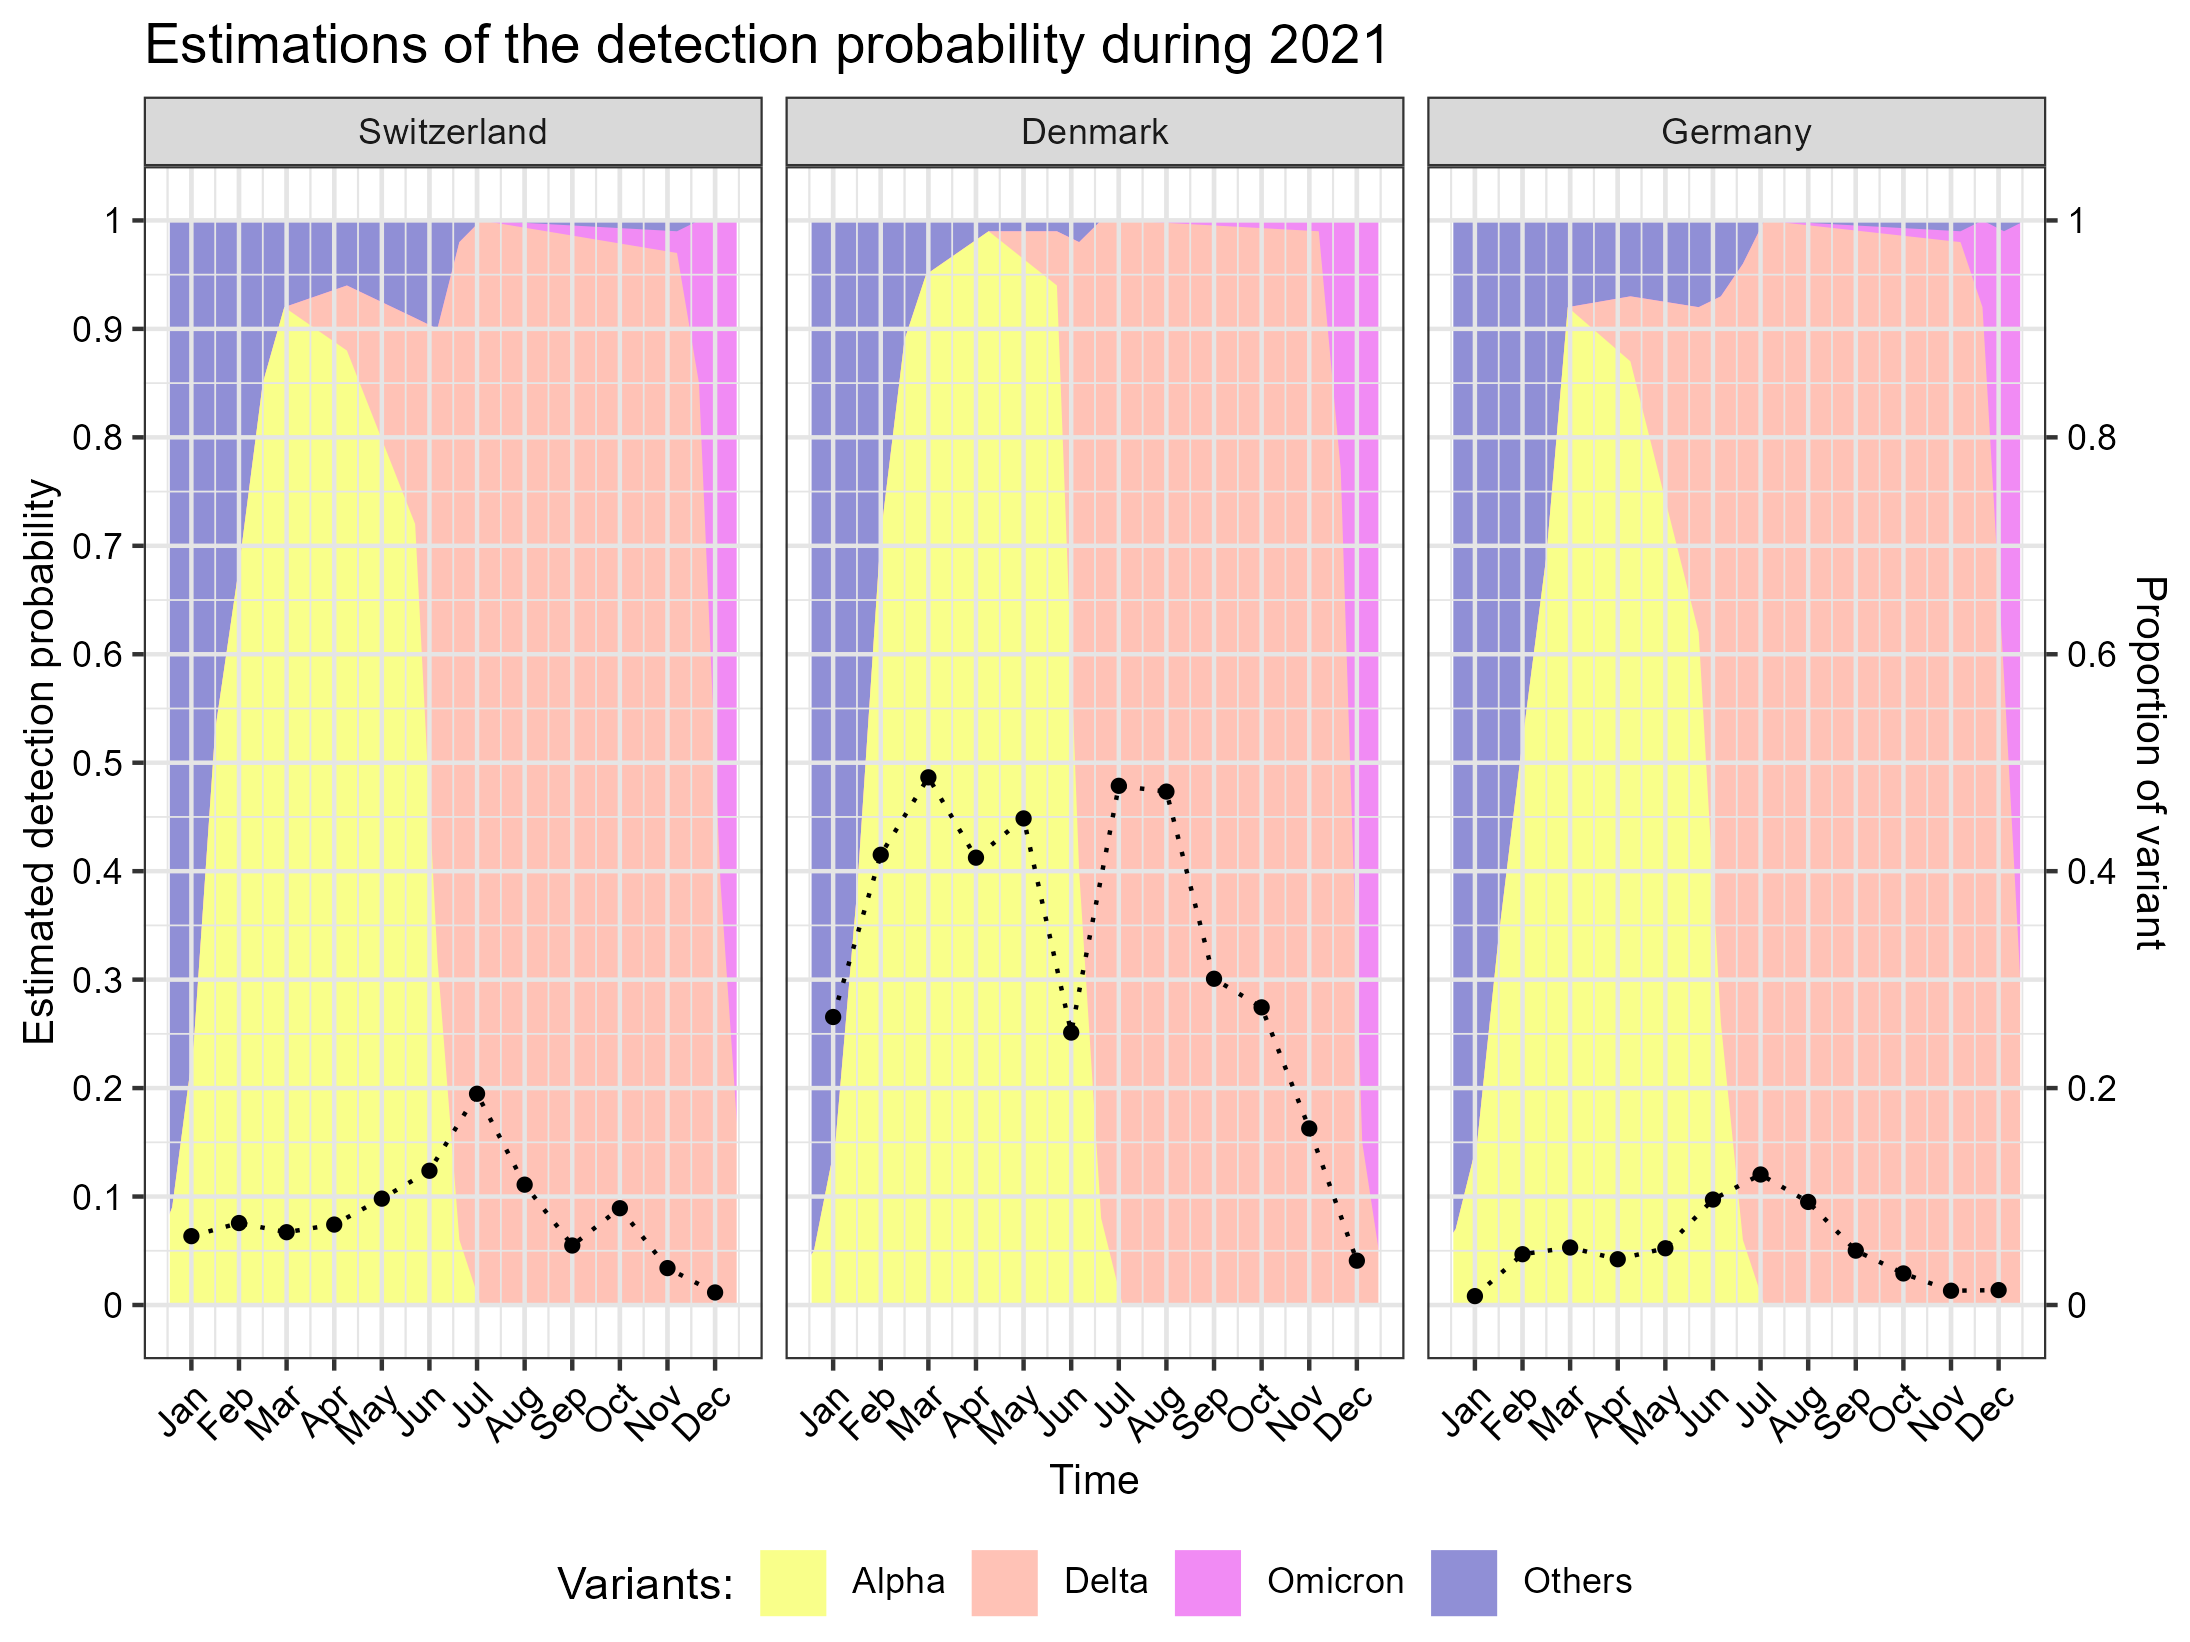 Estimations of the detection probability during 2021
Switzerland
Denmark
Germany
Estimated detection probability
1
0.9
0.8
0.7
0.6
0.5
0.4
0.3
0.2
0.1
0
1
0.8
0.6
0.4
0.2
0
Proportion of variant
Jan Feb Mar Apr May Jun Jul Aug Sep Oct Nov Dec
Jan Feb Mar Apr May Jun Jul Aug Sep Oct Nov Dec
Jan Feb Mar Apr May Jun Jul Aug Sep Oct Nov Dec
Time
Variants: Alpha Delta Omicron Others